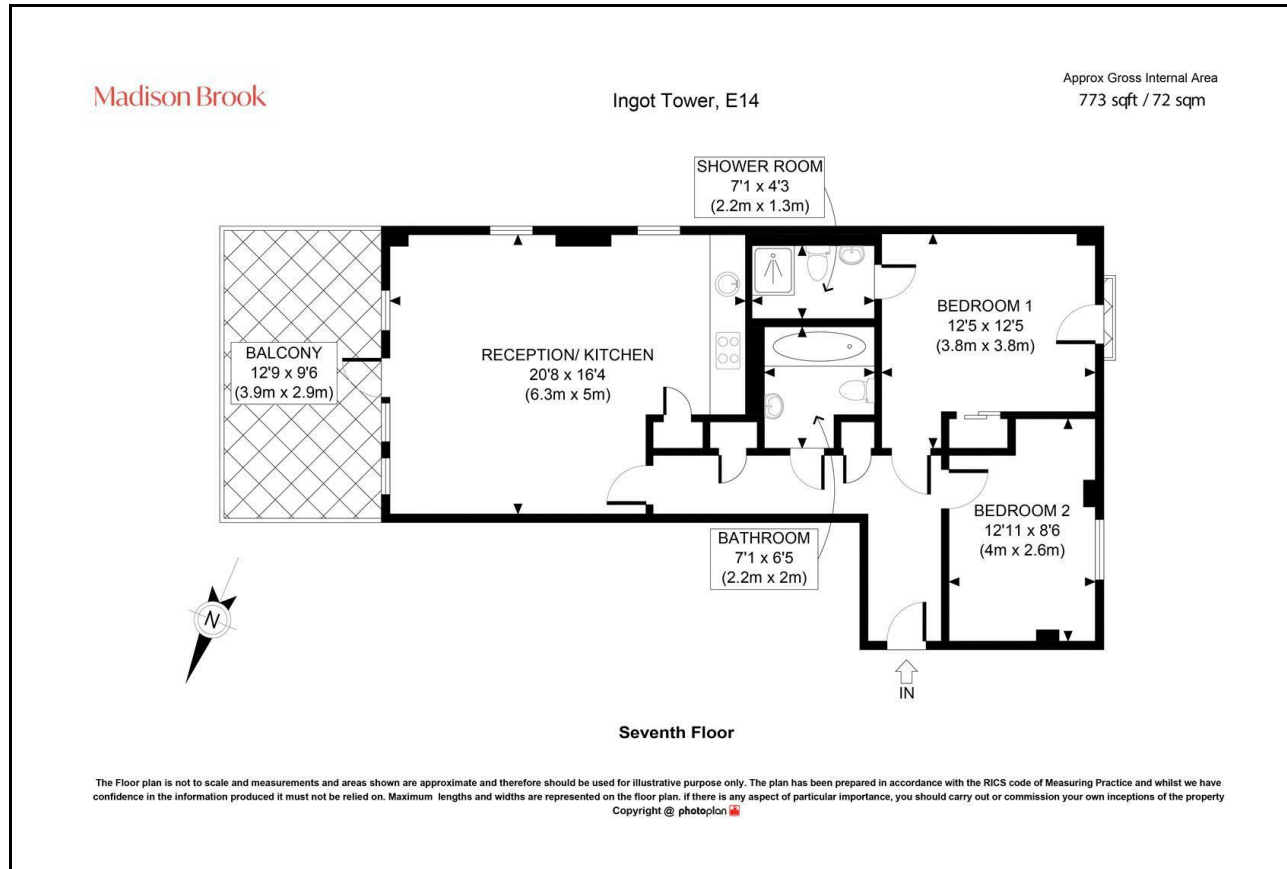 Madison Brook
Ingot Tower, E14
Approx Gross Internal Area
773 sqft / 72 sqm
SHOWER ROOM
7'1 x 4'3
(2.2m x 1.3m)
BEDROOM 1
12'5 x 12'5
(3.8m x 3.8m)
RECEPTION/ KITCHEN
20'8 x 16'4
(6.3m x 5m)
BALCONY
12'9 x 9'6
(3.9m x 2.9m)
BEDROOM 2
12'11 x 8'6
(4m x 2.6m)
BATHROOM
7'1 x 6'5
(2.2m x 2m)
N
IN
Seventh Floor
The Floor plan is not to scale and measurements and areas shown are approximate and therefore should be used for illustrative purpose only. The plan has been prepared in accordance with the RICS code of Measuring Practice and whilst we have
confidence in the information produced it must not be relied on. Maximum lengths and widths are represented on the floor plan. if there is any aspect of particular importance, you should carry out or commission your own inceptions of the property
Copyright @ photoplan